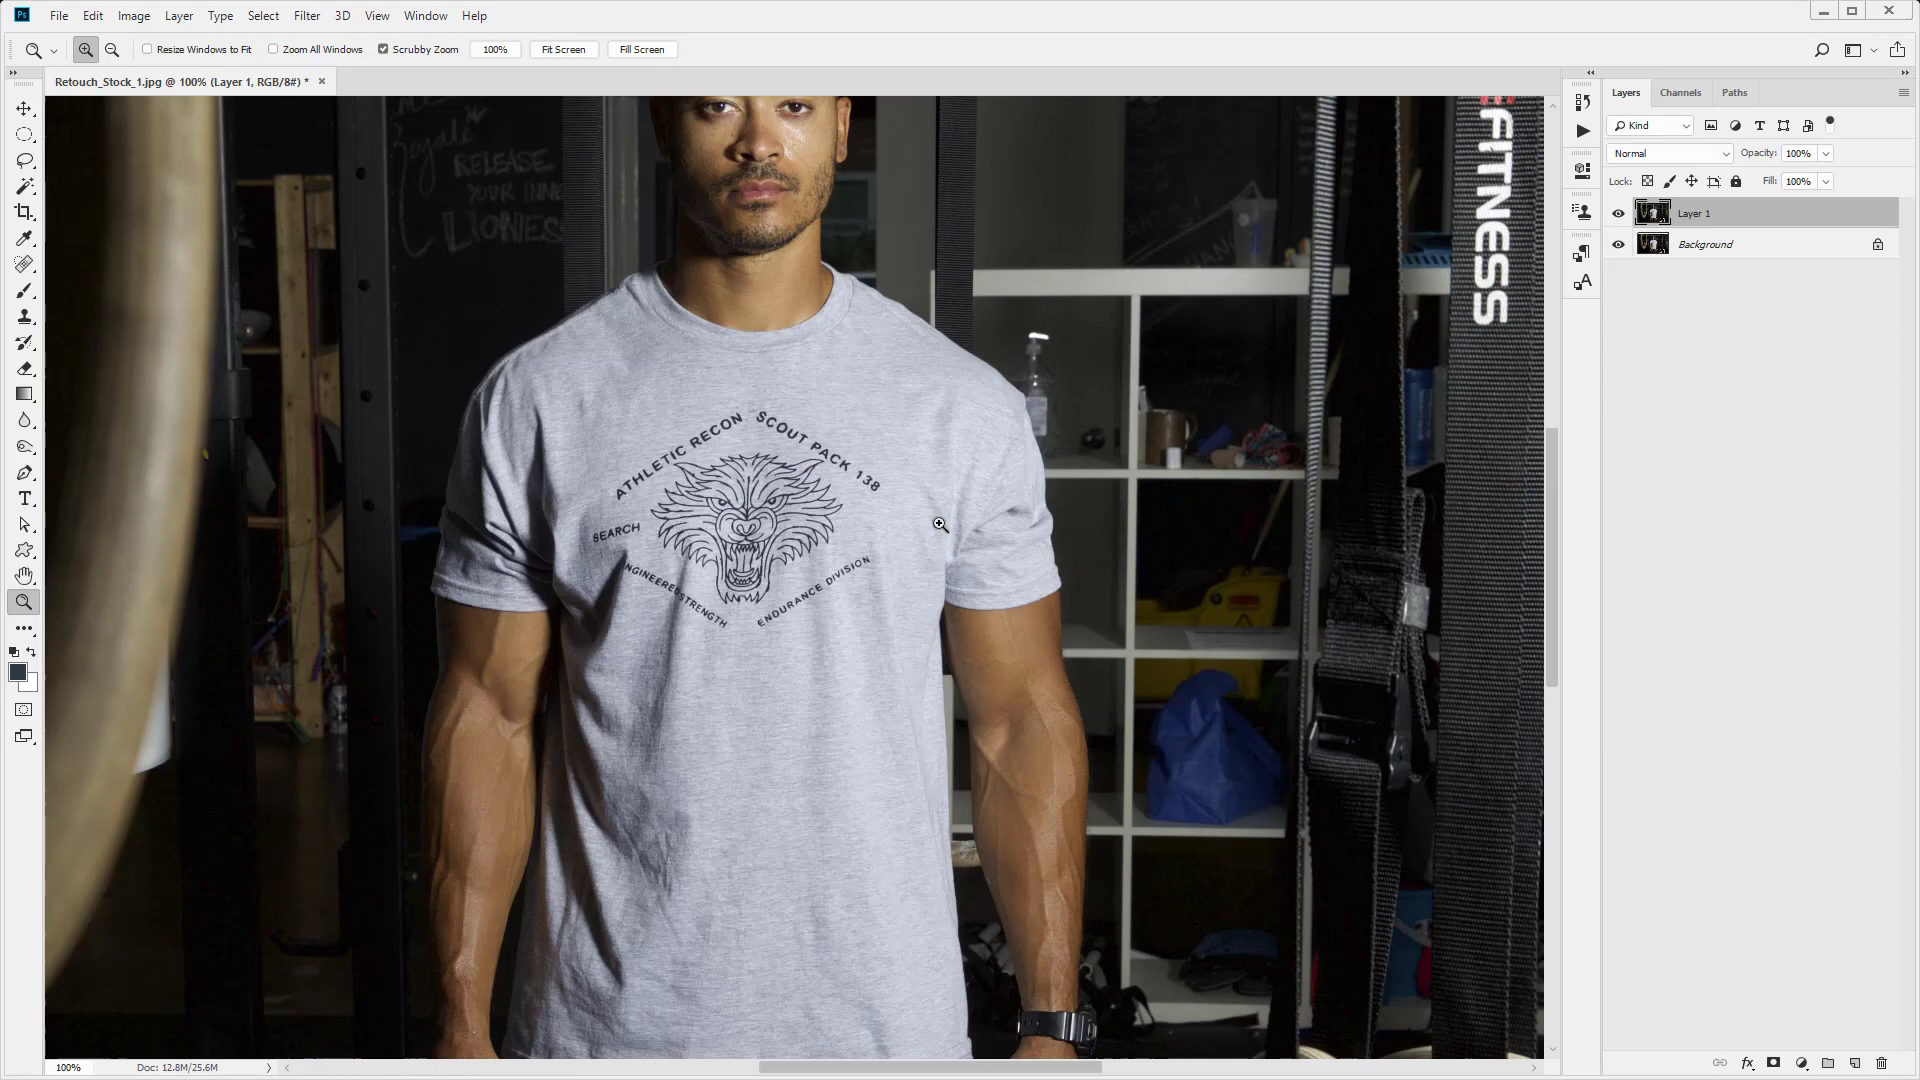 Ps File Edit Image Layer Type Select Filter 3D View Window Help
Resize Windows to Fit Zoom All Windows Scrubby Zoom 100% Fit Screen Fill Screen
Retouch_Stock_1.jpg @ 100% (Layer 1, RGB/8#) *
Layers Channels Paths
Kind
Normal Opacity: 100%
Lock: Fill: 100%
Layer 1
Background
RELEASE
YOUR INNE
LIONESS
FITNESS
ATHLETIC RECON SCOUT PACK 138
SEARCH
NGINEEREDSTRENGTH ENDURANCE DIVISION
100% Doc: 12.8M/25.6M